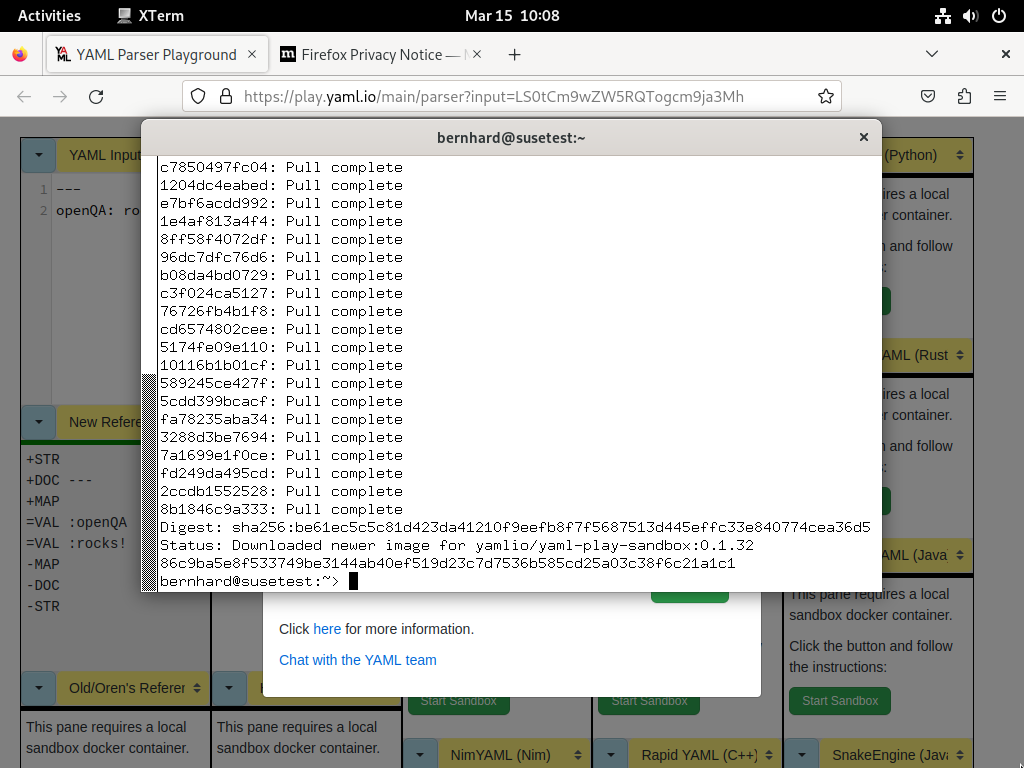 Activities
XTerm
Mar 15 10:08
YAML Parser Playground
Firefox Privacy Notice —
https://play.yaml.io/main/parser?input=LS0tCm9wZW5RQTogcm9ja3Mh
bernhard@susetest:~
YAML Input
(Python)
1 ---
2 openQA: ro
c7850497fc04: Pull complete
1204dc4eabed: Pull complete
e7bf6acdd992: Pull complete
1e4af813a4f4: Pull complete
8ff58f4072df: Pull complete
96dc7dfc76d6: Pull complete
b08da4bd0729: Pull complete
c3f024ca5127: Pull complete
76726fb4b1f8: Pull complete
cd6574802cee: Pull complete
5174fe09e110: Pull complete
10116b1b01cf: Pull complete
589245ce427f: Pull complete
5cdd399bcacf: Pull complete
fa78235aba34: Pull complete
3288d3be7694: Pull complete
7a1699e1f0ce: Pull complete
fd249da495cd: Pull complete
2ccdb1552528: Pull complete
8b1846c9a333: Pull complete
Digest: sha256:be61ec5c5c81d423da41210f9eefb8f7f5687513d445effc33e840774cea36d5
Status: Downloaded newer image for yamlio/yaml-play-sandbox:0.1.32
86c9ba5e8f533749be3144ab40ef519d23c7d7536b585cd25a03c38f6c21a1c1
bernhard@susetest:~>
ires a local
container.
n and follow
AML (Rust
ires a local
container.
n and follow
AML (Java
New Refere
+STR
+DOC ---
+MAP
=VAL :openQA
=VAL :rocks!
-MAP
-DOC
-STR
This pane requires a local
sandbox docker container.
Click the button and follow
the instructions:
Start Sandbox
Click here for more information.
Chat with the YAML team
Old/Oren's Referer
This pane requires a local
sandbox docker container.
This pane requires a local
sandbox docker container.
Start Sandbox
Start Sandbox
NimYAML (Nim)
Rapid YAML (C++)
SnakeEngine (Java